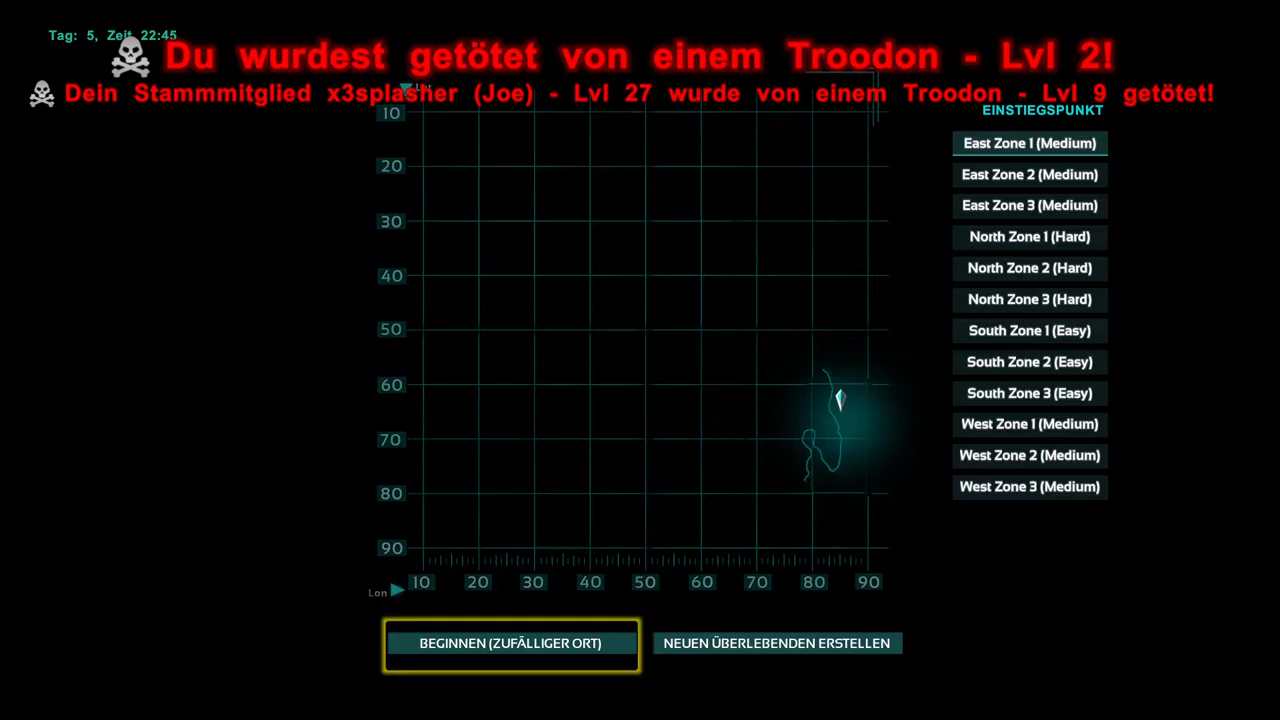 Tag: 5, Zeit 22:45
Du wurdest getötet von einem Troodon - Lvl 2!
Dein Stammmitglied x3splasher (Joe) - Lvl 27 wurde von einem Troodon - Lvl 9 getötet!
EINSTIEGSPUNKT
10
20
30
40
50
60
70
80
90
Lon
10 20 30 40 50 60 70 80 90
East Zone 1 (Medium)
East Zone 2 (Medium)
East Zone 3 (Medium)
North Zone 1 (Hard)
North Zone 2 (Hard)
North Zone 3 (Hard)
South Zone 1 (Easy)
South Zone 2 (Easy)
South Zone 3 (Easy)
West Zone 1 (Medium)
West Zone 2 (Medium)
West Zone 3 (Medium)
BEGINNEN (ZUFÄLLIGER ORT)
NEUEN ÜBERLEBENDEN ERSTELLEN